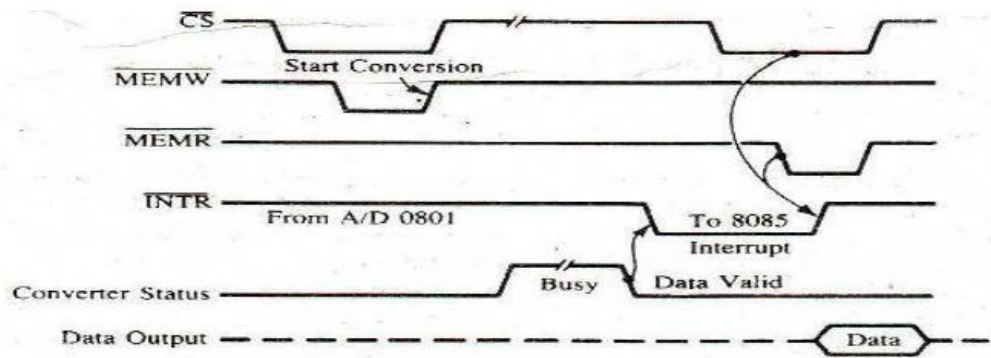 CS
Start Conversion
MEMW
MEMR
INTR
From A/D 0801
To 8085
Interrupt
Busy
Data Valid
Converter Status
Data Output
Data